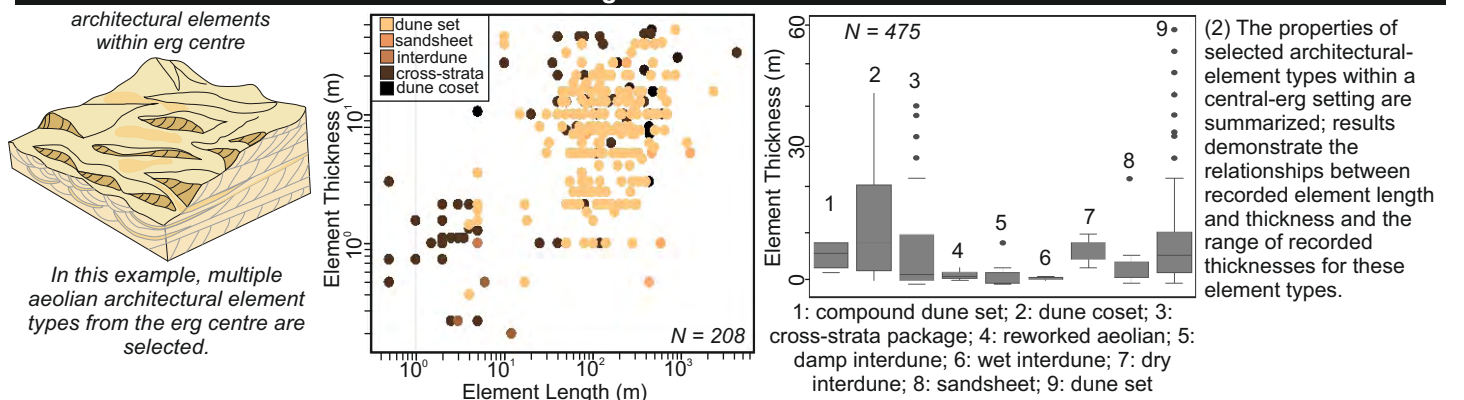 architectural elements
within erg centre
In this example, multiple
aeolian architectural element
types from the erg centre are
selected.
dune set
sandsheet
interdune
cross-strata
dune coset
Element Thickness (m)
10¹
10⁰
N = 208
10⁰ 10¹ 10² 10³
Element Length (m)
Element Thickness (m)
60
30
0
N = 475
1
2
3
4
5
6
7
8
9
1: compound dune set; 2: dune coset; 3:
cross-strata package; 4: reworked aeolian; 5:
damp interdune; 6: wet interdune; 7: dry
interdune; 8: sandsheet; 9: dune set
(2) The properties of
selected architectural-
element types within a
central-erg setting are
summarized; results
demonstrate the
relationships between
recorded element length
and thickness and the
range of recorded
thicknesses for these
element types.